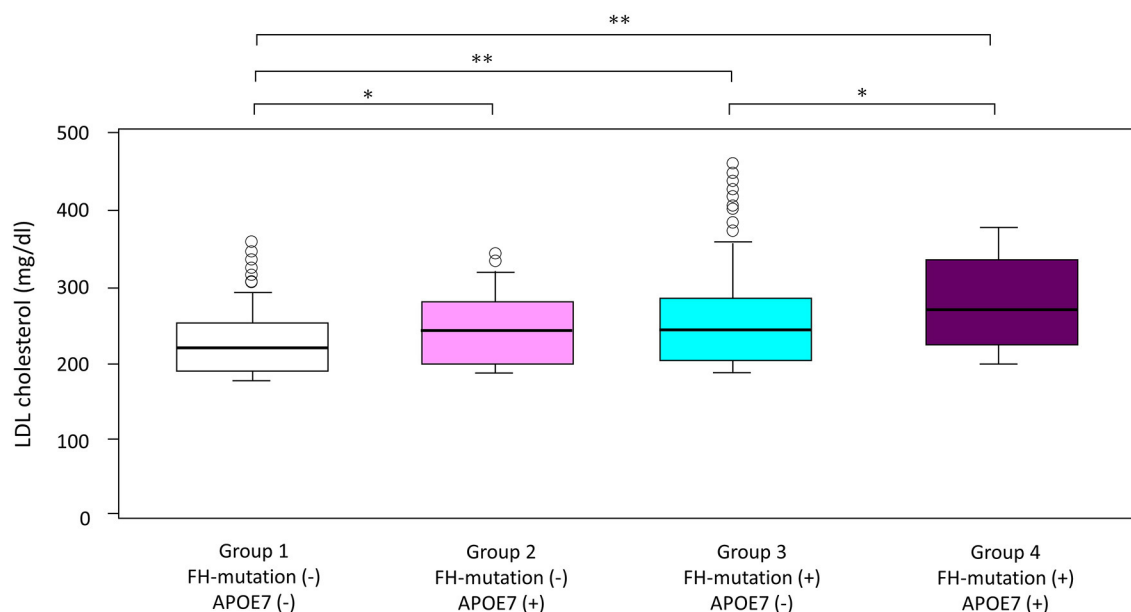 **
**
*
*
500
400
300
200
100
0
LDL cholesterol (mg/dl)
Group 1
FH-mutation (-)
APOE7 (-)
Group 2
FH-mutation (-)
APOE7 (+)
Group 3
FH-mutation (+)
APOE7 (-)
Group 4
FH-mutation (+)
APOE7 (+)